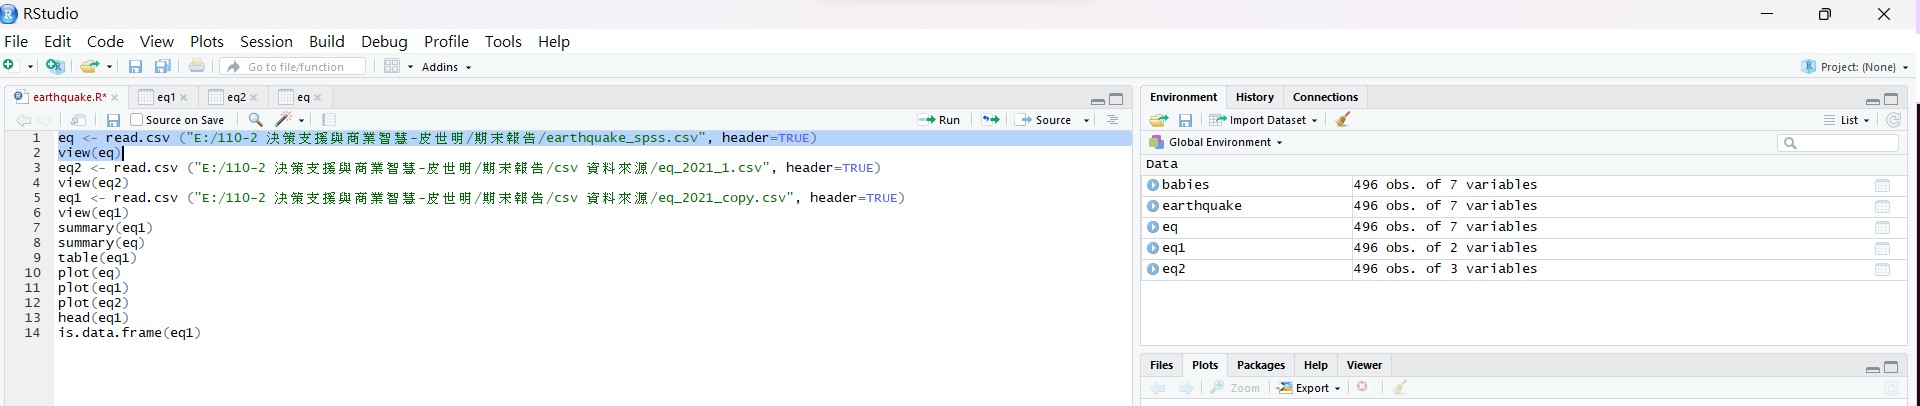 RStudio
File Edit Code View Plots Session Build Debug Profile Tools Help
Go to file/function Addins Project: (None)
earthquake.R* eq1 eq2 eq
Source on Save Run Source
1 eq <- read.csv ("E:/110-2 決策支援與商業智慧-皮世明/期末報告/earthquake_spss.csv", header=TRUE)
2 view(eq)
3 eq2 <- read.csv ("E:/110-2 決策支援與商業智慧-皮世明/期末報告/csv 資料來源/eq_2021_1.csv", header=TRUE)
4 view(eq2)
5 eq1 <- read.csv ("E:/110-2 決策支援與商業智慧-皮世明/期末報告/csv 資料來源/eq_2021_copy.csv", header=TRUE)
6 view(eq1)
7 summary(eq1)
8 summary(eq)
9 table(eq1)
10 plot(eq)
11 plot(eq1)
12 plot(eq2)
13 head(eq1)
14 is.data.frame(eq1)
Environment History Connections
Import Dataset List
Global Environment
Data
babies 496 obs. of 7 variables
earthquake 496 obs. of 7 variables
eq 496 obs. of 7 variables
eq1 496 obs. of 2 variables
eq2 496 obs. of 3 variables
Files Plots Packages Help Viewer
Zoom Export